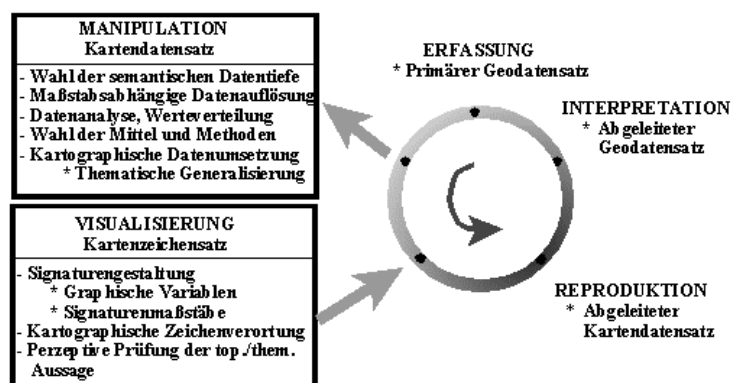 MANIPULATION
Kartendatensatz
- Wahl der semantischen Datentiefe
- Maßstabsabhängige Datenauflösung
- Datenanalyse, Werteverteilung
- Wahl der Mittel und Methoden
- Kartographische Datenumsetzung
* Thematische Generalisierung
VISUALISIERUNG
Kartenzeichensatz
- Signaturengestaltung
* Graphische Variablen
* Signaturenmaßstäbe
- Kartographische Zeichenverortung
- Perzeptive Prüfung der top./them.
Aussage
ERFASSUNG
* Primärer Geodatensatz
INTERPRETATION
* Abgeleiteter
Geodatensatz
REPRODUKTION
* Abgeleiteter
Kartendatensatz